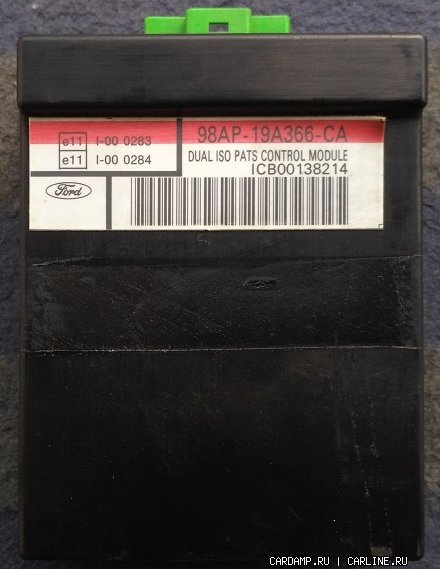 e11 I-00 0283
e11 I-00 0284
98AP-19A366-CA
DUAL ISO PATS CONTROL MODULE
ICB00138214
Ford
CARDAMP.RU | CARLINE.RU